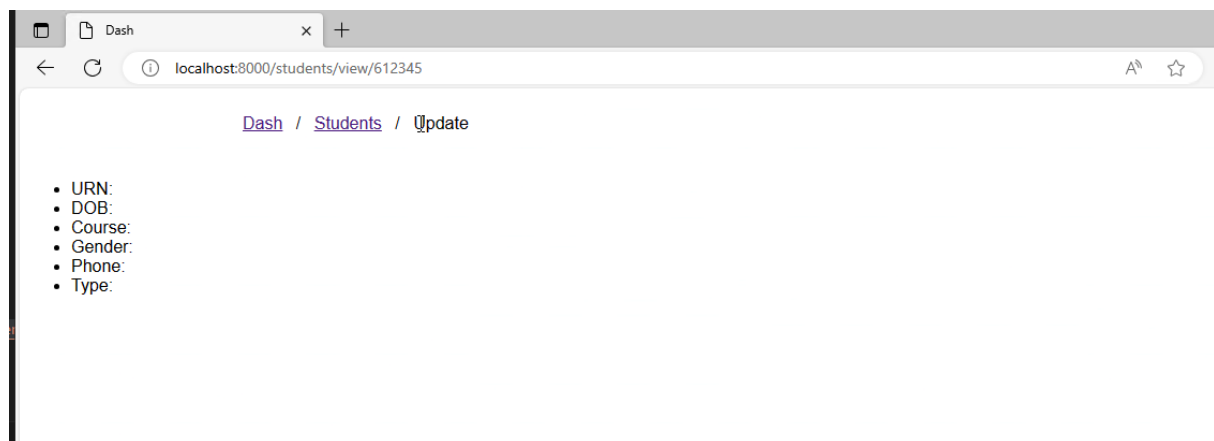 Dash
localhost:8000/students/view/612345
Dash / Students / Update
URN:
DOB:
Course:
Gender:
Phone:
Type: